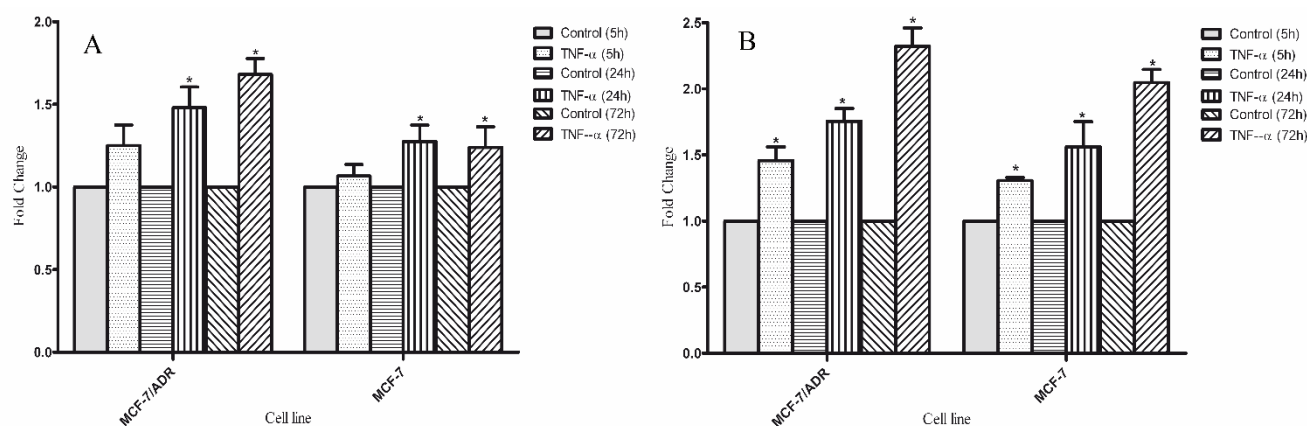 A
2.0
1.5
1.0
0.5
0.0
Fold Change
MCF-7/ADR
MCF-7
Cell line
Control (5h)
TNF-α (5h)
Control (24h)
TNF-α (24h)
Control (72h)
TNF--α (72h)
*
*
*
*
B
2.5
2.0
1.5
1.0
0.5
0.0
Fold Change
MCF-7/ADR
MCF-7
Cell line
Control (5h)
TNF-α (5h)
Control (24h)
TNF-α (24h)
Control (72h)
TNF--α (72h)
*
*
*
*
*
*